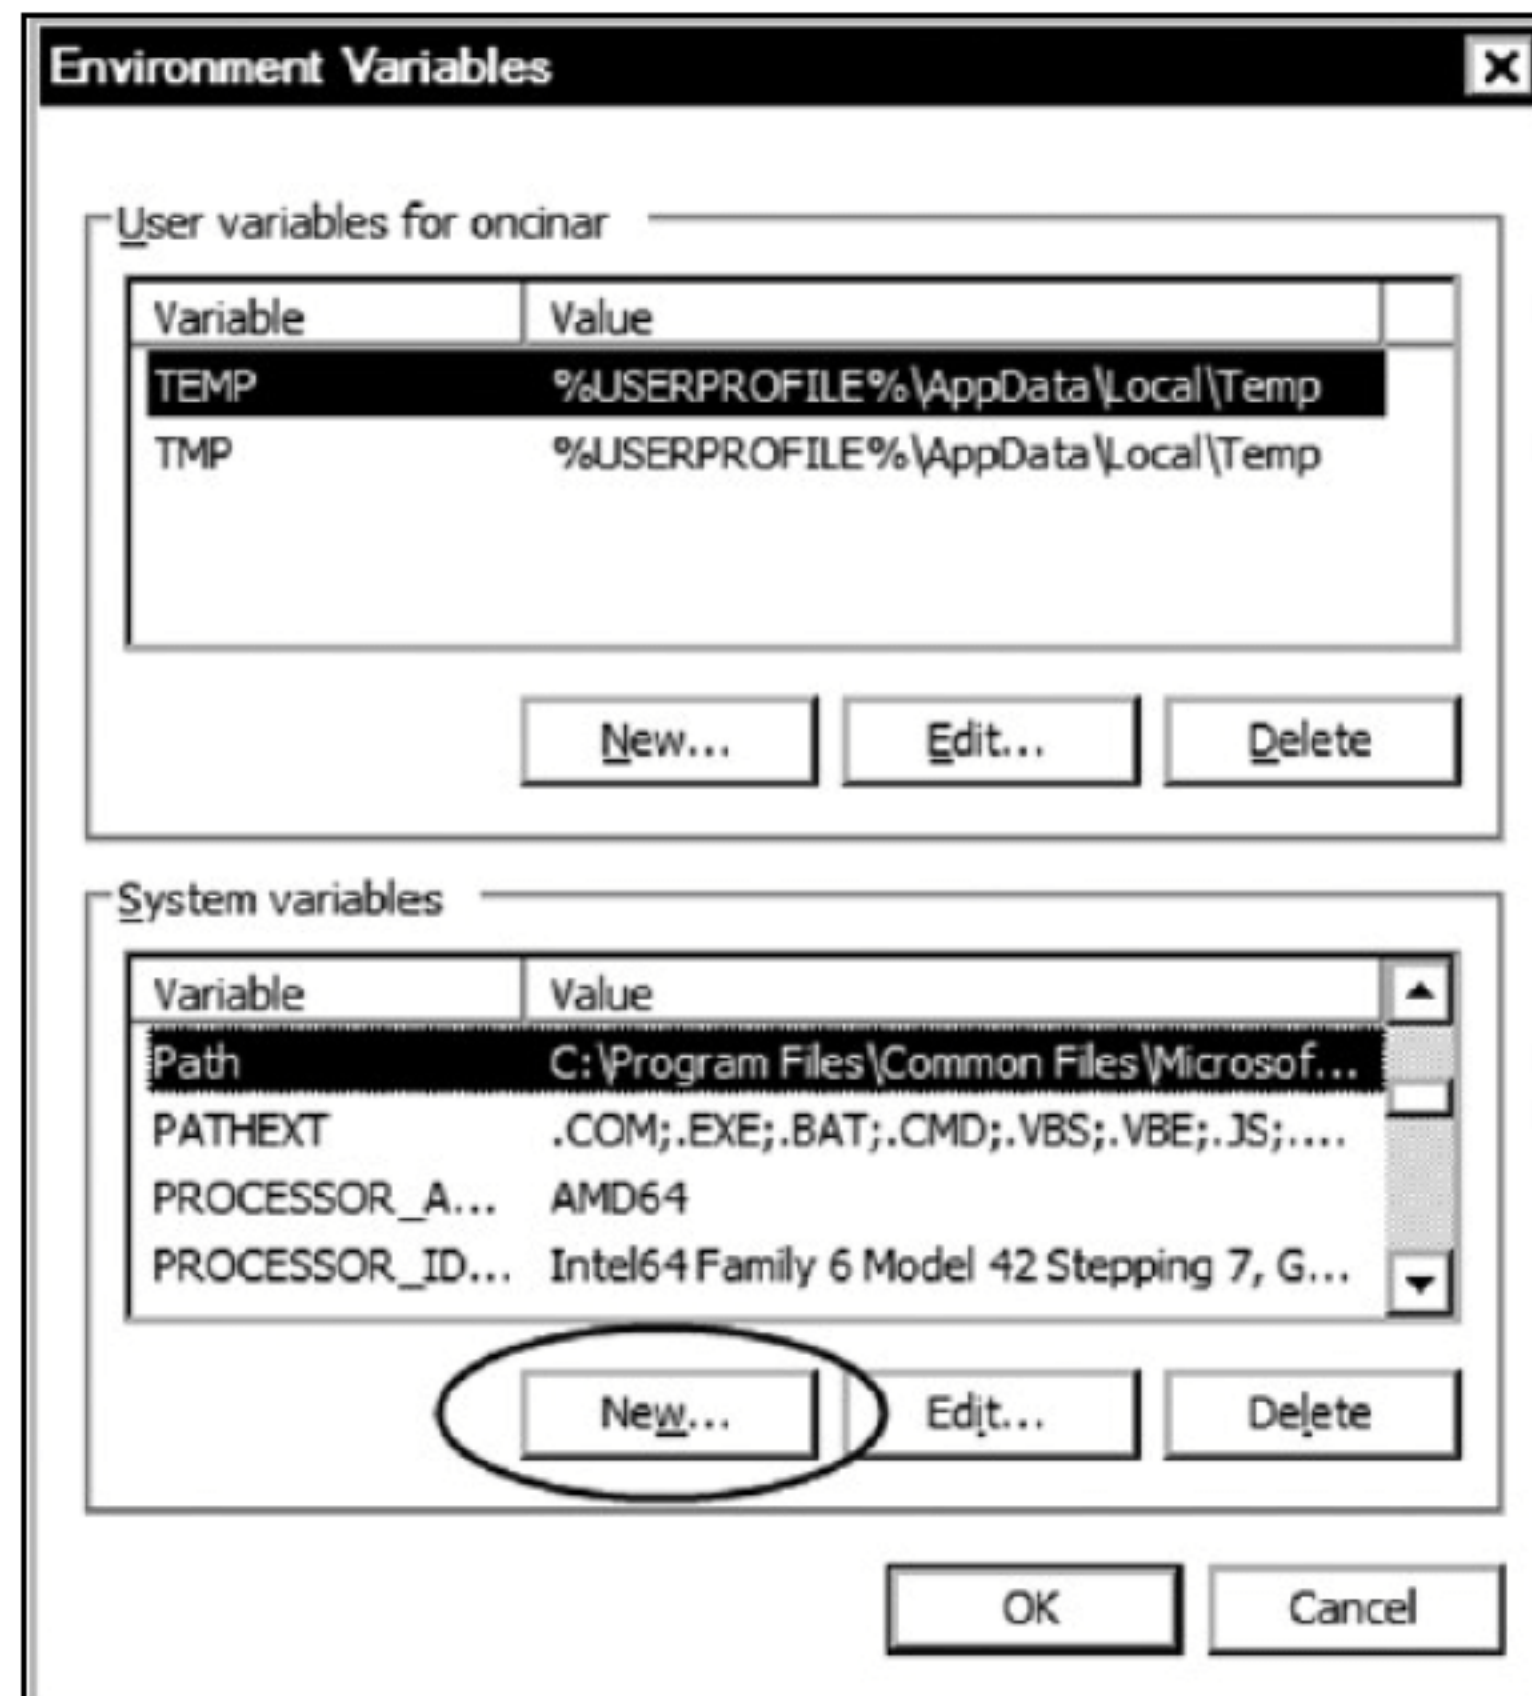 Environment Variables
User variables for oncinar
Variable Value
TEMP %USERPROFILE%\AppData\Local\Temp
TMP %USERPROFILE%\AppData\Local\Temp
New... Edit... Delete
System variables
Variable Value
Path C:\Program Files\Common Files\Microsof...
PATHEXT .COM;.EXE;.BAT;.CMD;.VBS;.VBE;.JS;....
PROCESSOR_A... AMD64
PROCESSOR_ID... Intel64 Family 6 Model 42 Stepping 7, G...
New... Edit... Delete
OK Cancel